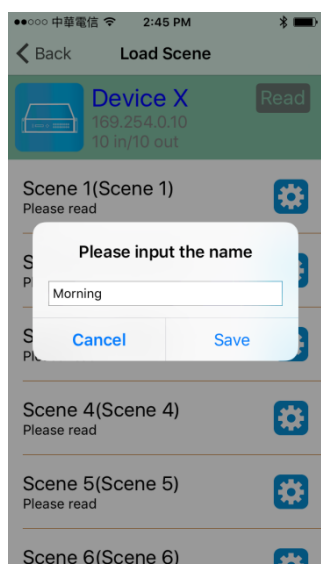 中華電信 2:45 PM
Back Load Scene
Device X Read
169.254.0.10
10 in/10 out
Scene 1(Scene 1)
Please read
Please input the name
Morning
Cancel Save
Scene 4(Scene 4)
Please read
Scene 5(Scene 5)
Please read
Scene 6(Scene 6)